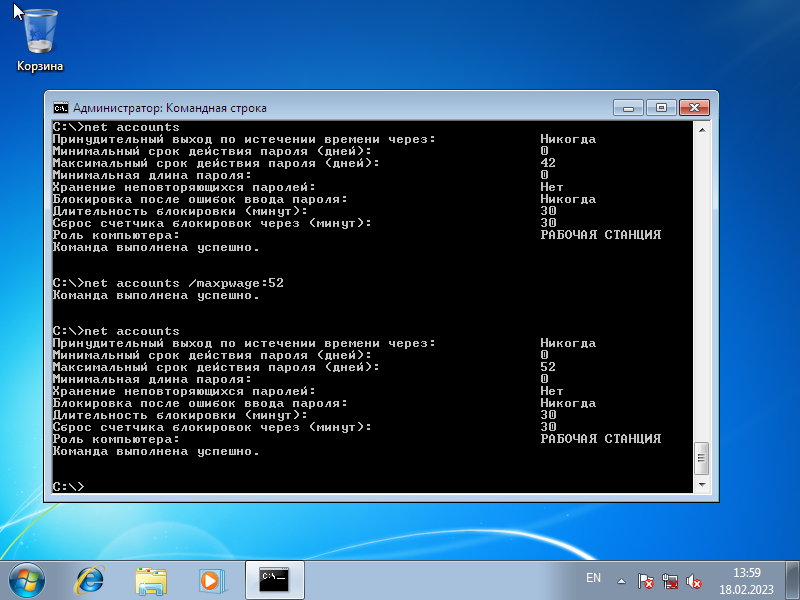 Корзина
Администратор: Командная строка
C:\>net accounts
Принудительный выход по истечении времени через: Никогда
Минимальный срок действия пароля (дней): 0
Максимальный срок действия пароля (дней): 42
Минимальная длина пароля: 0
Хранение неповторяющихся паролей: Нет
Блокировка после ошибок ввода пароля: Никогда
Длительность блокировки (минут): 30
Сброс счетчика блокировок через (минут): 30
Роль компьютера: РАБОЧАЯ СТАНЦИЯ
Команда выполнена успешно.
C:\>net accounts /maxpwage:52
Команда выполнена успешно.
C:\>net accounts
Принудительный выход по истечении времени через: Никогда
Минимальный срок действия пароля (дней): 0
Максимальный срок действия пароля (дней): 52
Минимальная длина пароля: 0
Хранение неповторяющихся паролей: Нет
Блокировка после ошибок ввода пароля: Никогда
Длительность блокировки (минут): 30
Сброс счетчика блокировок через (минут): 30
Роль компьютера: РАБОЧАЯ СТАНЦИЯ
Команда выполнена успешно.
C:\>
EN
13:59
18.02.2023